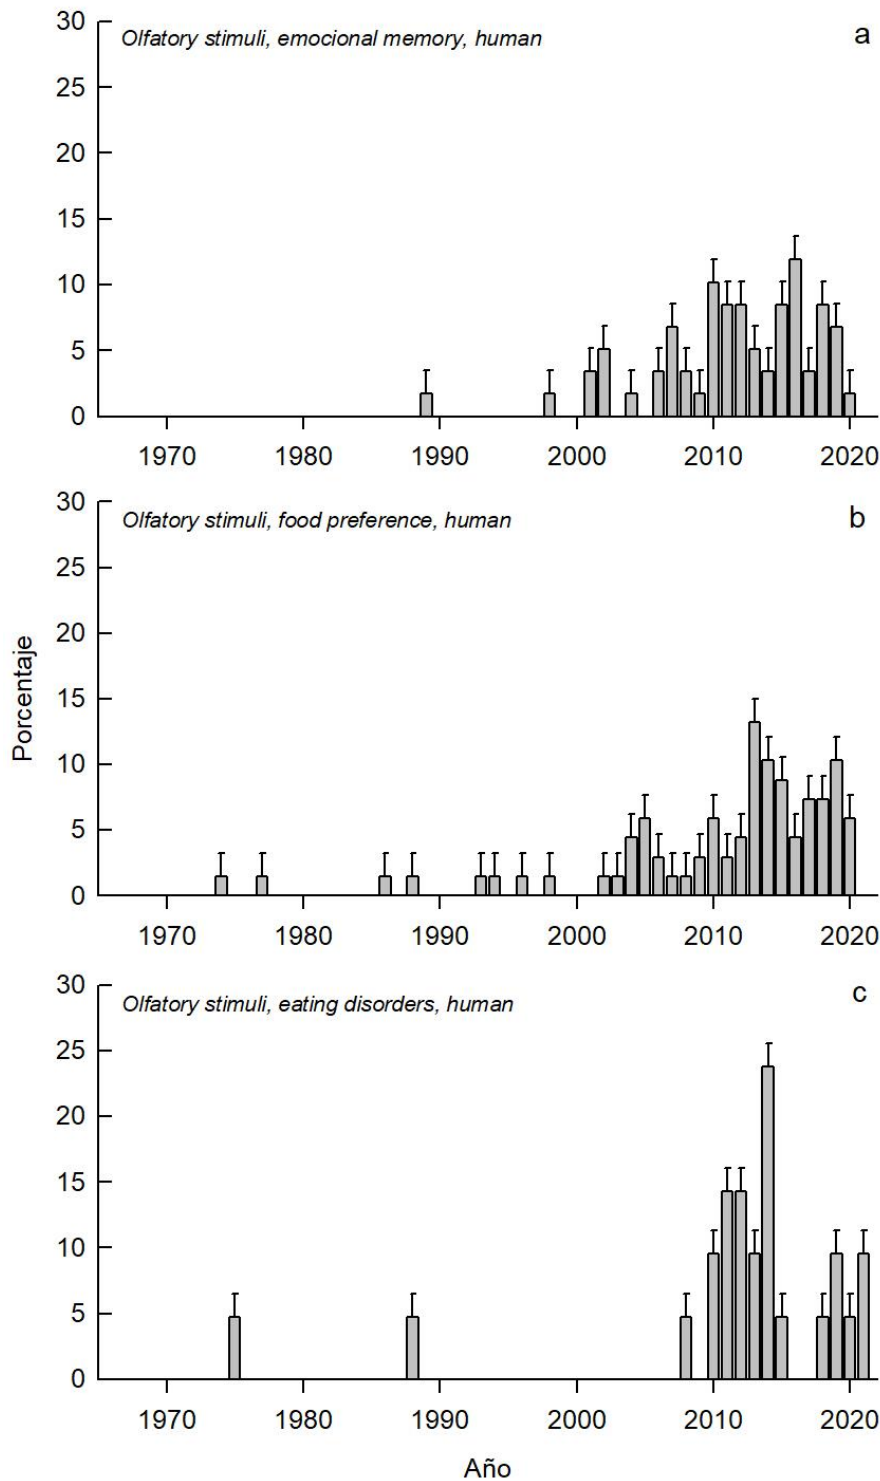 30
Olfatory stimuli, emocional memory, human
a
25
20
15
10
5
0
1970 1980 1990 2000 2010 2020
30
Olfatory stimuli, food preference, human
b
25
20
15
10
5
0
1970 1980 1990 2000 2010 2020
Porcentaje
30
Olfatory stimuli, eating disorders, human
c
25
20
15
10
5
0
1970 1980 1990 2000 2010 2020
Año